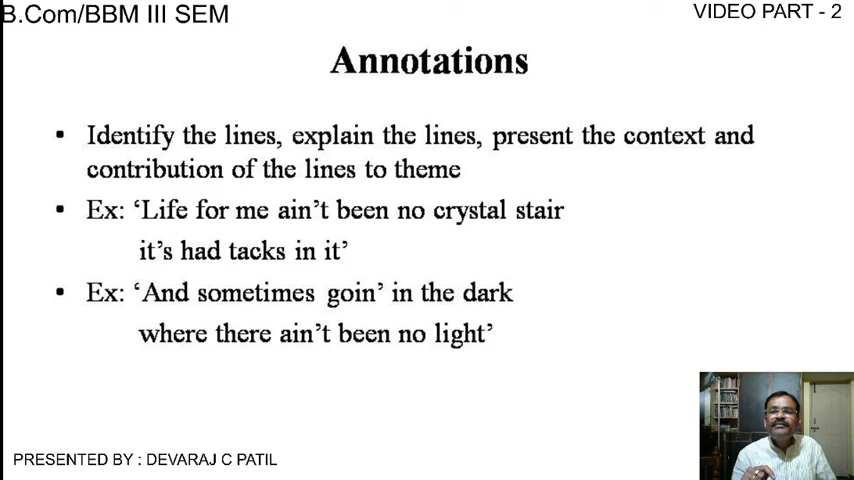 B.Com/BBM III SEM
VIDEO PART - 2
Annotations
▪ Identify the lines, explain the lines, present the context and
contribution of the lines to theme
▪ Ex: ‘Life for me ain’t been no crystal stair
it’s had tacks in it’
▪ Ex: ‘And sometimes goin’ in the dark
where there ain’t been no light’
PRESENTED BY : DEVARAJ C PATIL